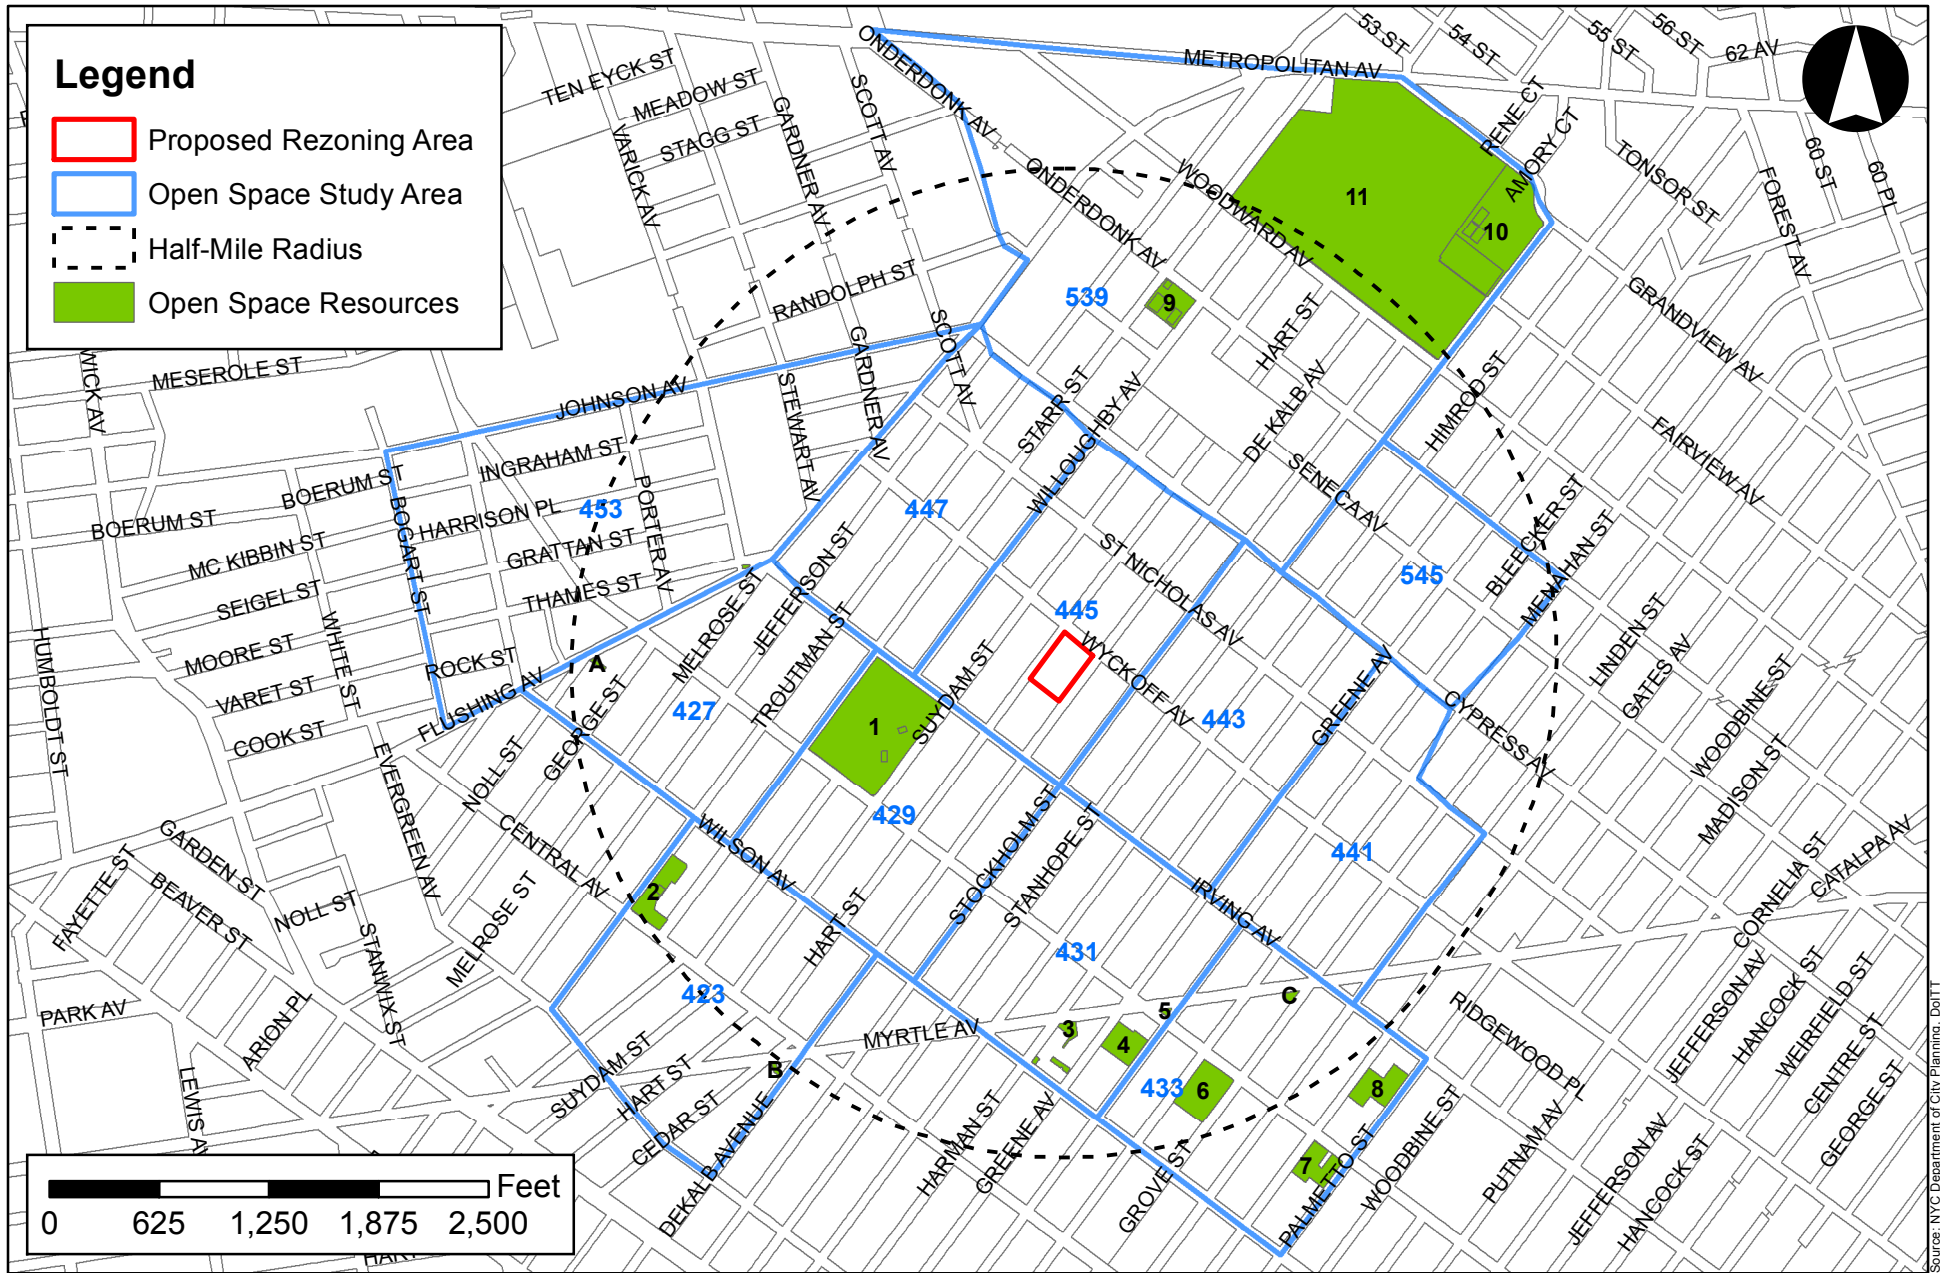 Legend
Proposed Rezoning Area
Open Space Study Area
Half-Mile Radius
Open Space Resources
53 ST
54 ST
55 ST
56 ST
62 AV
ONDERDONK AV
METROPOLITAN AV
TEN EYCK ST
MEADOW ST
STAGG ST
SCOTT AV
GARDNER AV
VARICK AV
RENE CT
AMORY CT
TONSOR ST
60 ST
60 PL
FOREST AV
ONDERDONK AV
WOODWARD AV
11
10
RANDOLPH ST
539
9
GRANDVIEW AV
SCOTT AV
GARDNER AV
HART ST
WICK AV
MESEROLE ST
JOHNSON AV
STEWART AV
STARR ST
WILLOUGHBY AV
DE KALB AV
HIMROD ST
FAIRVIEW AV
INGRAHAM ST
BOERUM ST
BOERUM ST
BOGART ST
HARRISON PL
453
PORTER AV
447
SENECA AV
BLEECKER ST
MENAHAN ST
MC KIBBIN ST
GRATTAN ST
JEFFERSON ST
ST NICHOLAS AV
545
SEIGEL ST
THAMES ST
MELROSE ST
TROUTMAN ST
445
LINDEN ST
GATES AV
HUMBOLDT ST
MOORE ST
WHITE ST
ROCK ST
A
SUYDAM ST
WYCKOFF AV
GREENE AV
VARET ST
FLUSHING AV
GEORGE ST
427
1
443
CYPRESS AV
WOODBINE ST
COOK ST
NOLL ST
EVERGREEN AV
MADISON ST
429
CENTRAL AV
WILSON AV
STOCKHOLM ST
STANHOPE ST
441
GARDEN ST
FAYETTE ST
BEAVER ST
NOLL ST
2
IRVING AV
CORNELIA ST
CATALPA AV
MELROSE ST
STANWIX ST
HART ST
431
423
C
5
PARK AV
ARION PL
MYRTLE AV
3
4
RIDGEWOOD PL
JEFFERSON AV
HANCOCK ST
WEIRFIELD ST
CENTRE ST
GEORGE ST
SUYDAM ST
HART ST
CEDAR ST
B
433
6
8
HARMAN ST
GREENE AV
GROVE ST
7
PALMETTO ST
WOODBINE ST
PUTNAM AV
JEFFERSON AV
HANCOCK ST
DEKALB AVENUE
Feet
0 625 1,250 1,875 2,500
Source: NYC Department of City Planning, DoITT